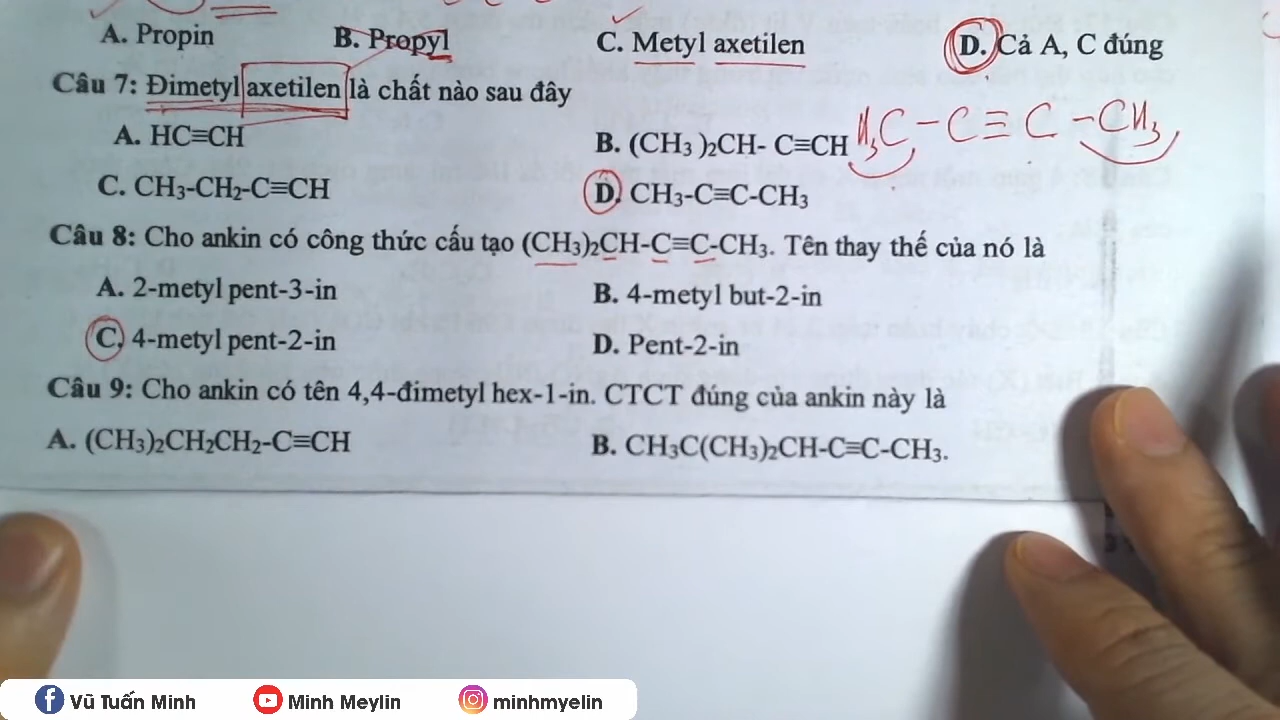 A. Propin B. Propyl C. Metyl axetilen D. Cả A, C đúng
Câu 7: Đimetyl axetilen là chất nào sau đây
A. HC≡CH B. (CH3 )2CH- C≡CH H3C - C ≡ C - CH3
C. CH3-CH2-C≡CH D. CH3-C≡C-CH3
Câu 8: Cho ankin có công thức cấu tạo (CH3)2CH-C≡C-CH3. Tên thay thế của nó là
A. 2-metyl pent-3-in B. 4-metyl but-2-in
C. 4-metyl pent-2-in D. Pent-2-in
Câu 9: Cho ankin có tên 4,4-đimetyl hex-1-in. CTCT đúng của ankin này là
A. (CH3)2CH2CH2-C≡CH B. CH3C(CH3)2CH-C≡C-CH3.
Vũ Tuấn Minh Minh Meylin minhmyelin